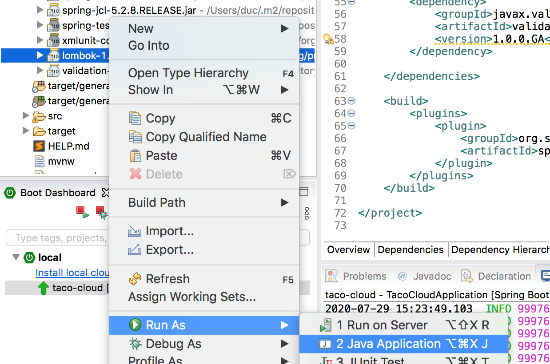 spring-jcl-5.2.8.RELEASE.jar - /Users/duc/.m2/reposit
spring-tes
xmlunit-co
lombok-1.
validation-
target/genera
target/genera
src
target
HELP.md
mvnw
Boot Dashboard
Type tags, projects,
local
Install local clou
taco-cloud [
New
Go Into
Open Type Hierarchy F4
Show In ⌥⌘W
Copy ⌘C
Copy Qualified Name
Paste ⌘V
Delete ⌦
Build Path
Import...
Export...
Refresh F5
Assign Working Sets...
Run As
Debug As
Profile As
1 Run on Server ⌥⇧X R
2 Java Application ⌥⌘X J
3 JUnit Test ⌥⌘X T
55 <dependency>
56 <groupId>javax.val
57 <artifactId>valida
<version>1.0.0.GA<
59 </dependency>
60
61 </dependencies>
62
63 <build>
64 <plugins>
65 <plugin>
66 <groupId>org.s
67 <artifactId>sp
68 </plugin>
69 </plugins>
70 </build>
71
72 </project>
73
Overview Dependencies Dependency Hierarch
Problems Javadoc Declaration
taco-cloud - TacoCloudApplication [Spring Boot
2020-07-29 15:23:49.103 INFO 99976
99976
99976